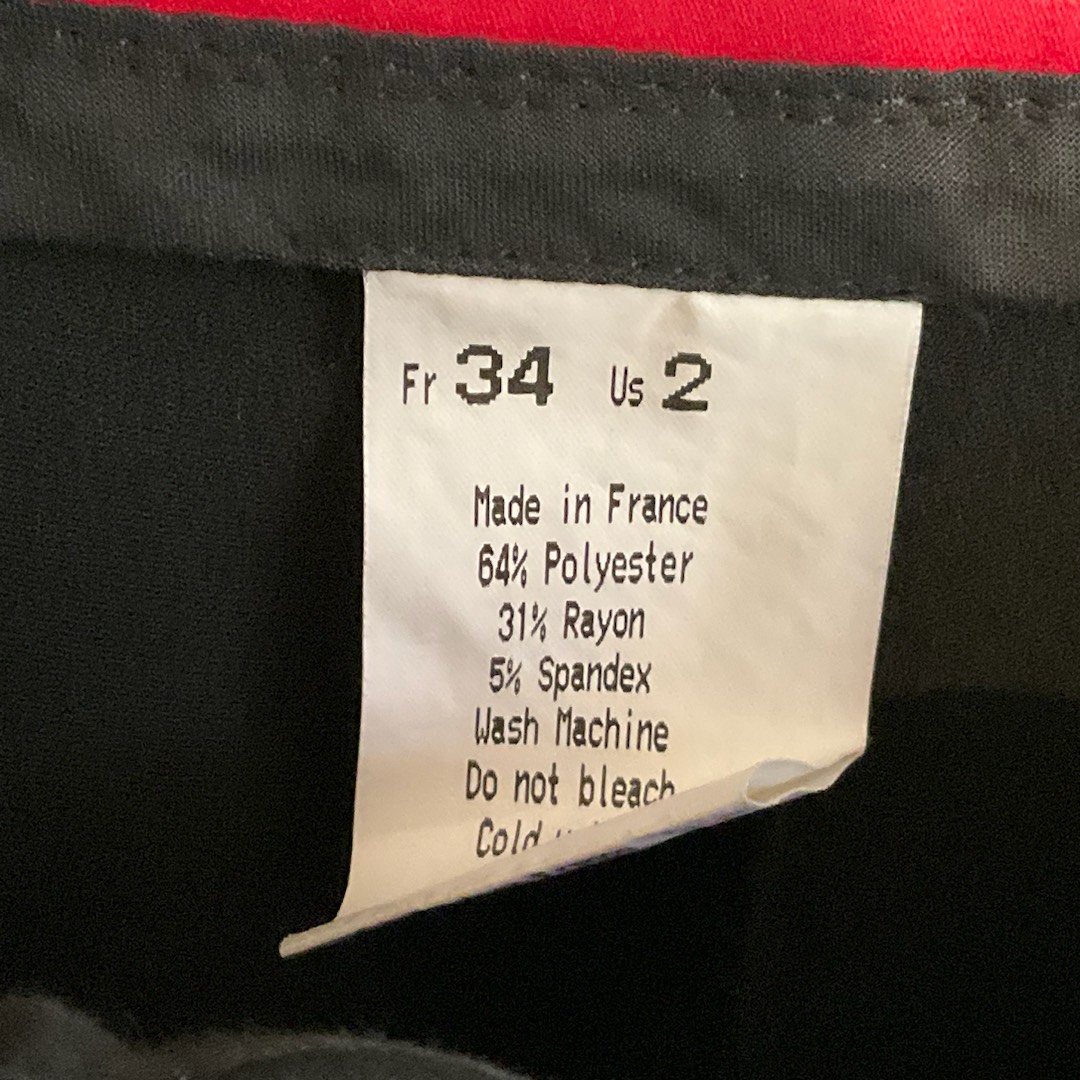 Fr 34 Us 2
Made in France
64% Polyester
31% Rayon
5% Spandex
Wash Machine
Do not bleach
Cold